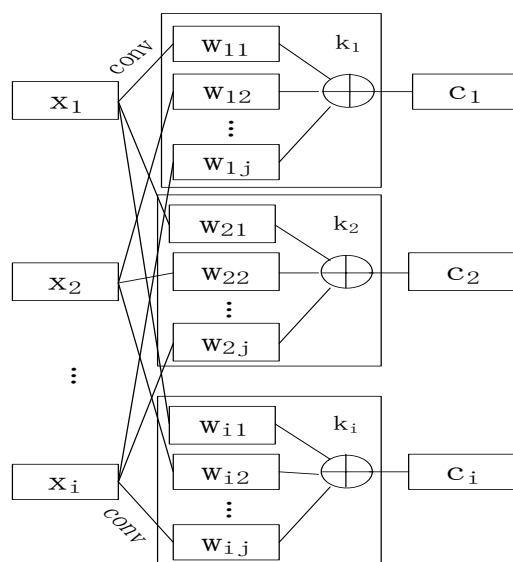 conv
w₁₁ k₁
x₁ w₁₂ c₁
...
w₁ⱼ
w₂₁ k₂
x₂ w₂₂ c₂
...
w₂ⱼ
...
wᵢ₁ kᵢ
xᵢ wᵢ₂ cᵢ
conv ...
wᵢⱼ